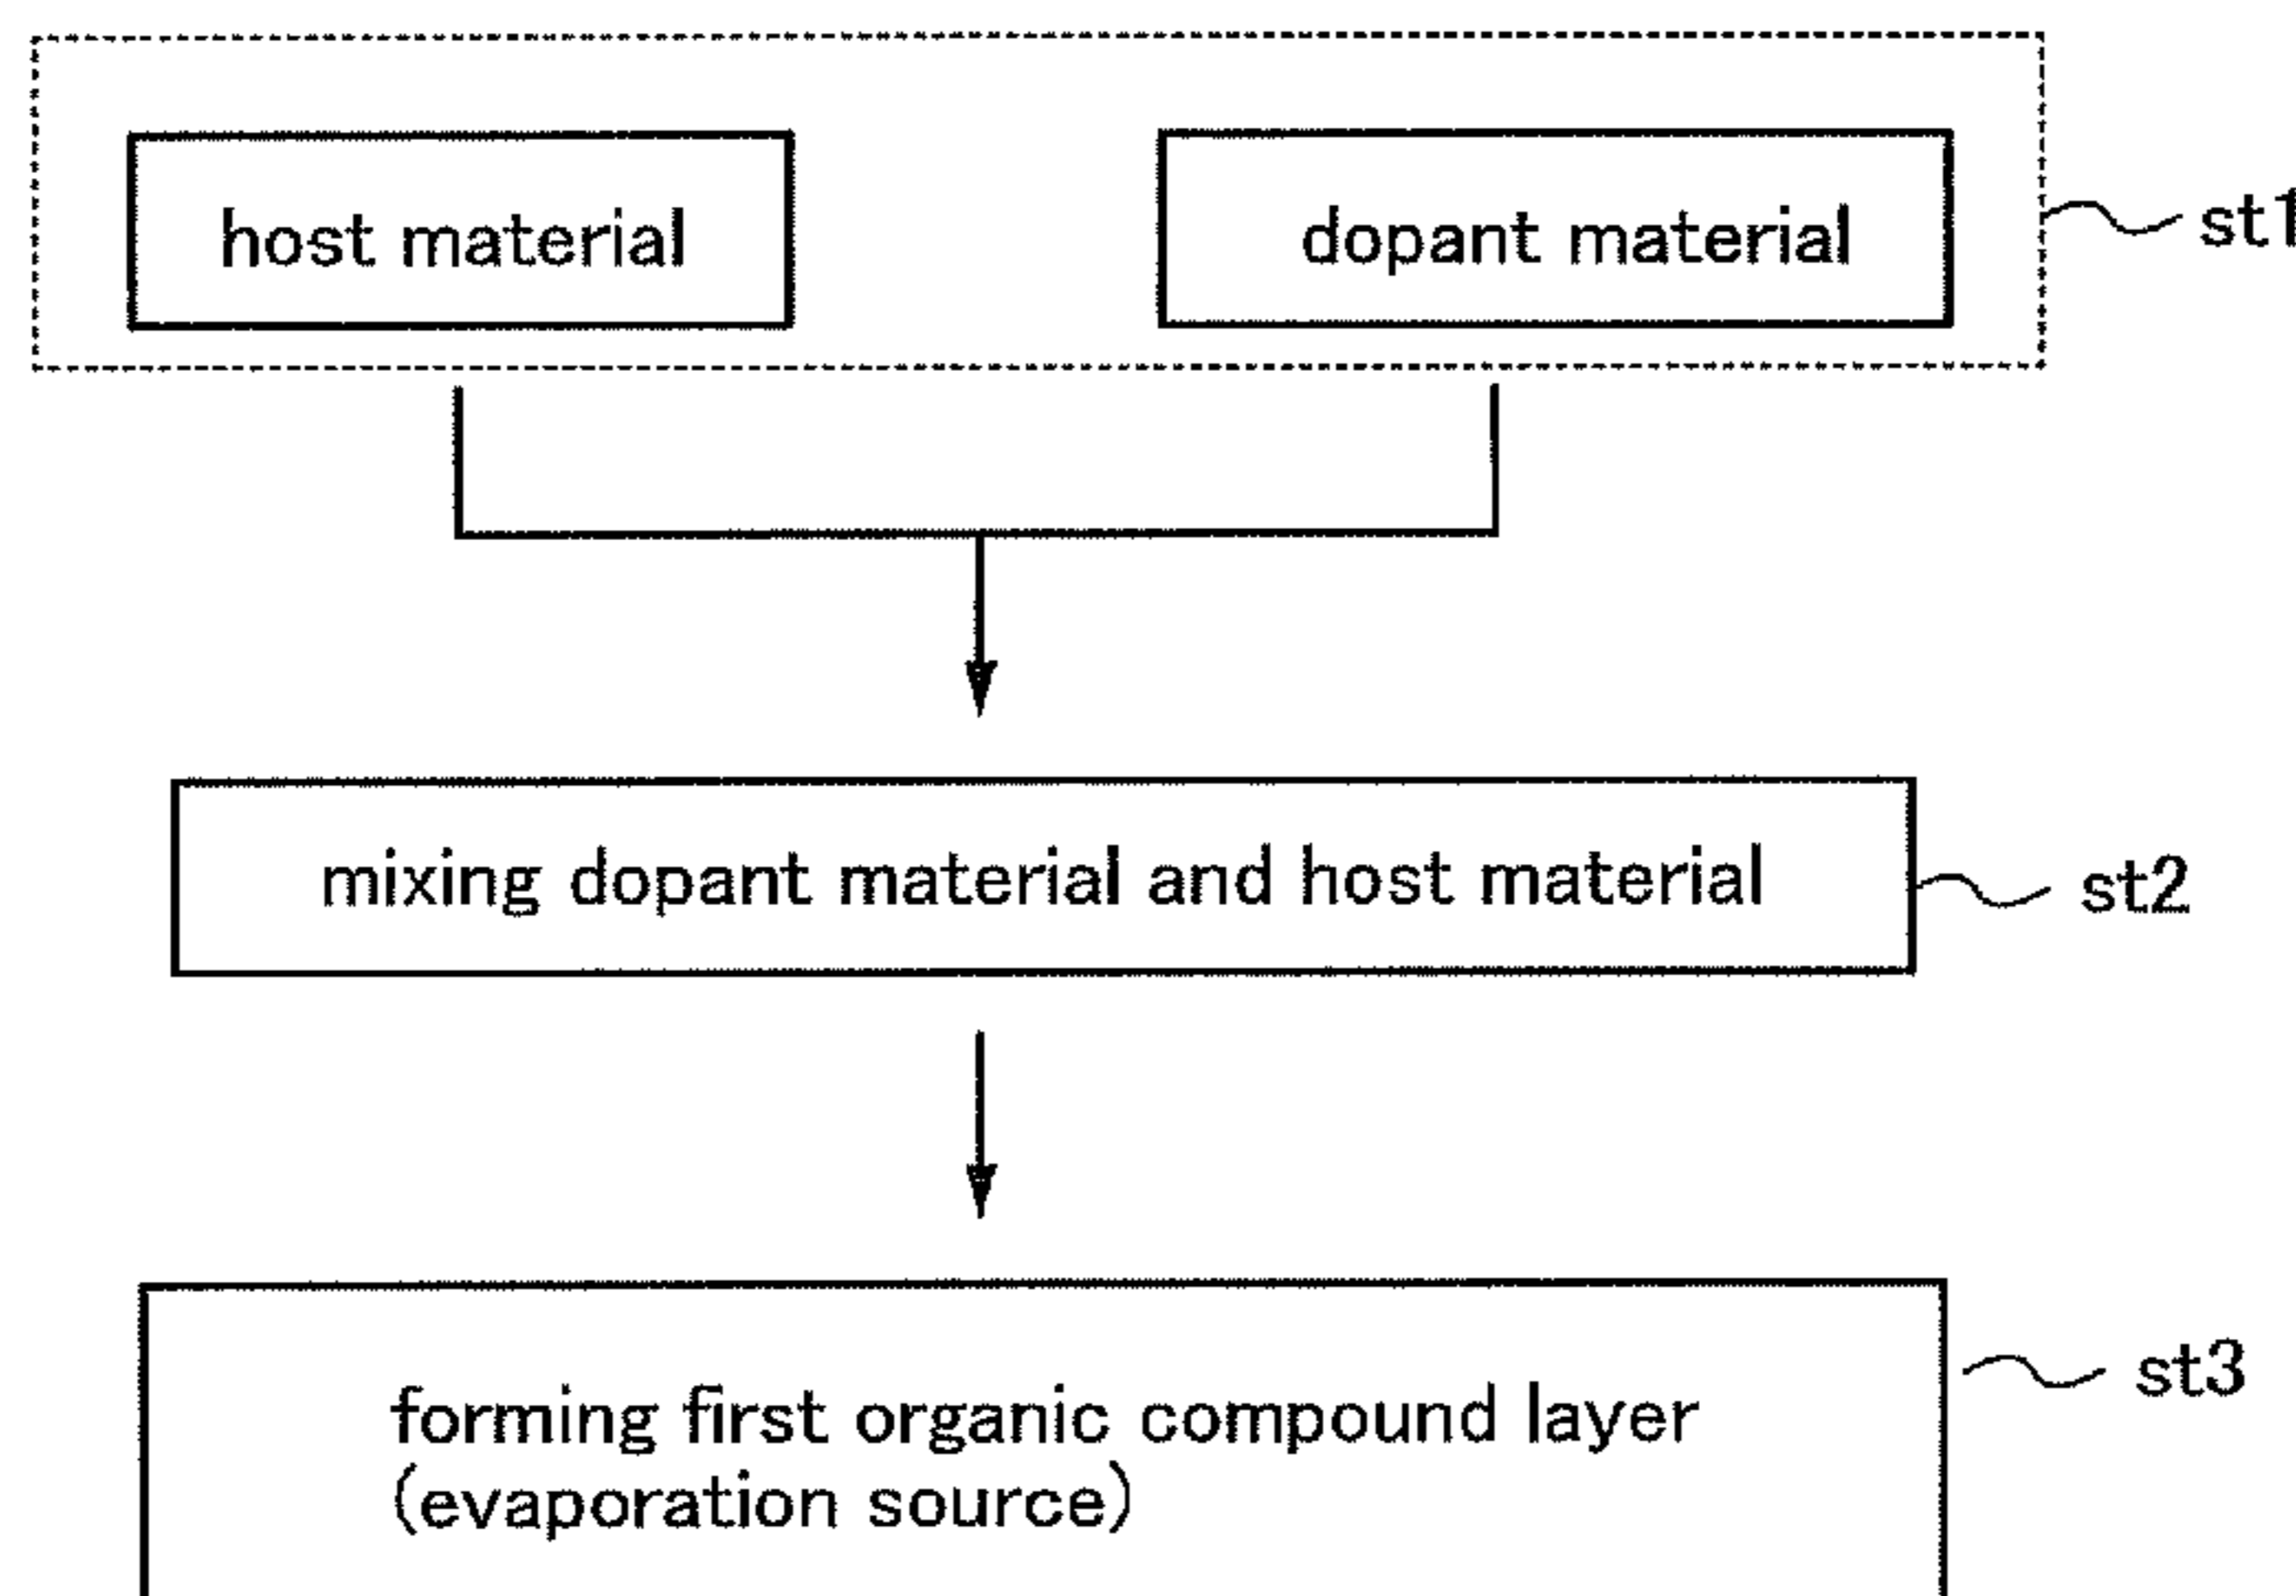 host material
dopant material
st1
mixing dopant material and host material
st2
st3
forming first organic compound layer
(evaporation source)